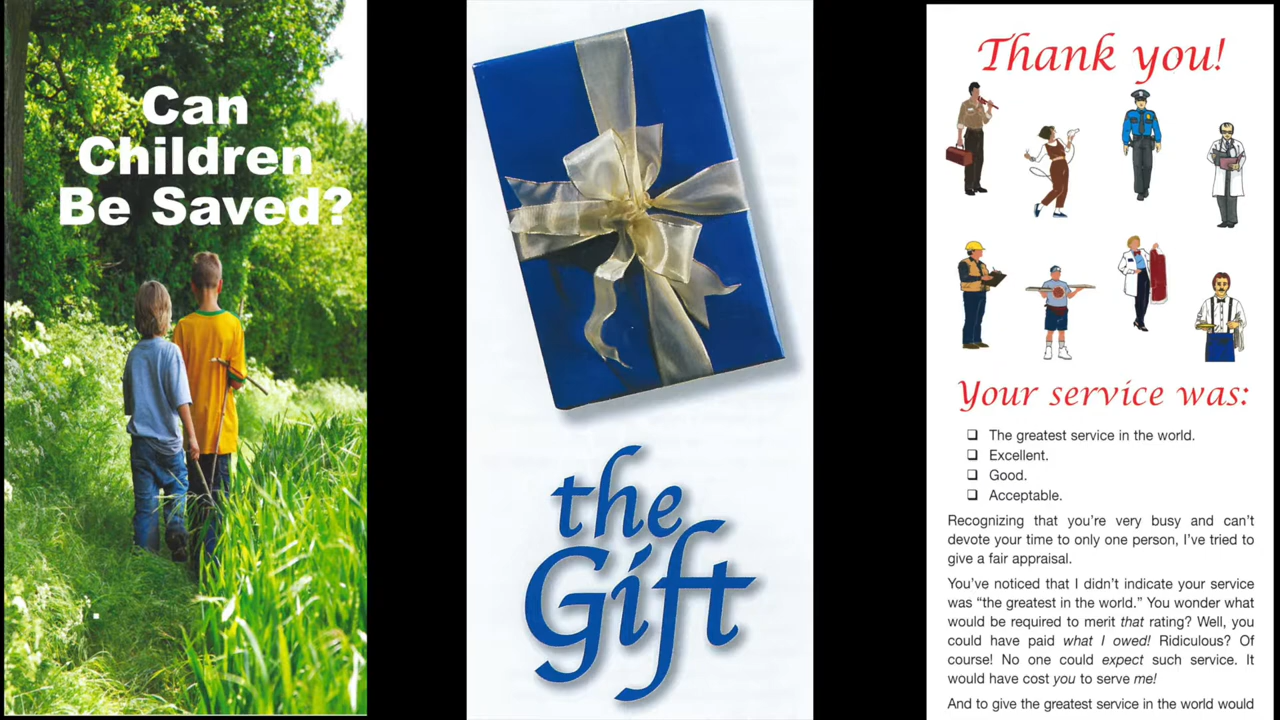 Can
Children
Be Saved?
the
Gift
Thank you!
Your service was:
❑ The greatest service in the world.
❑ Excellent.
❑ Good.
❑ Acceptable.
Recognizing that you're very busy and can't
devote your time to only one person, I've tried to
give a fair appraisal.
You've noticed that I didn't indicate your service
was “the greatest in the world.” You wonder what
would be required to merit that rating? Well, you
could have paid what I owed! Ridiculous? Of
course! No one could expect such service. It
would have cost you to serve me!
And to give the greatest service in the world would